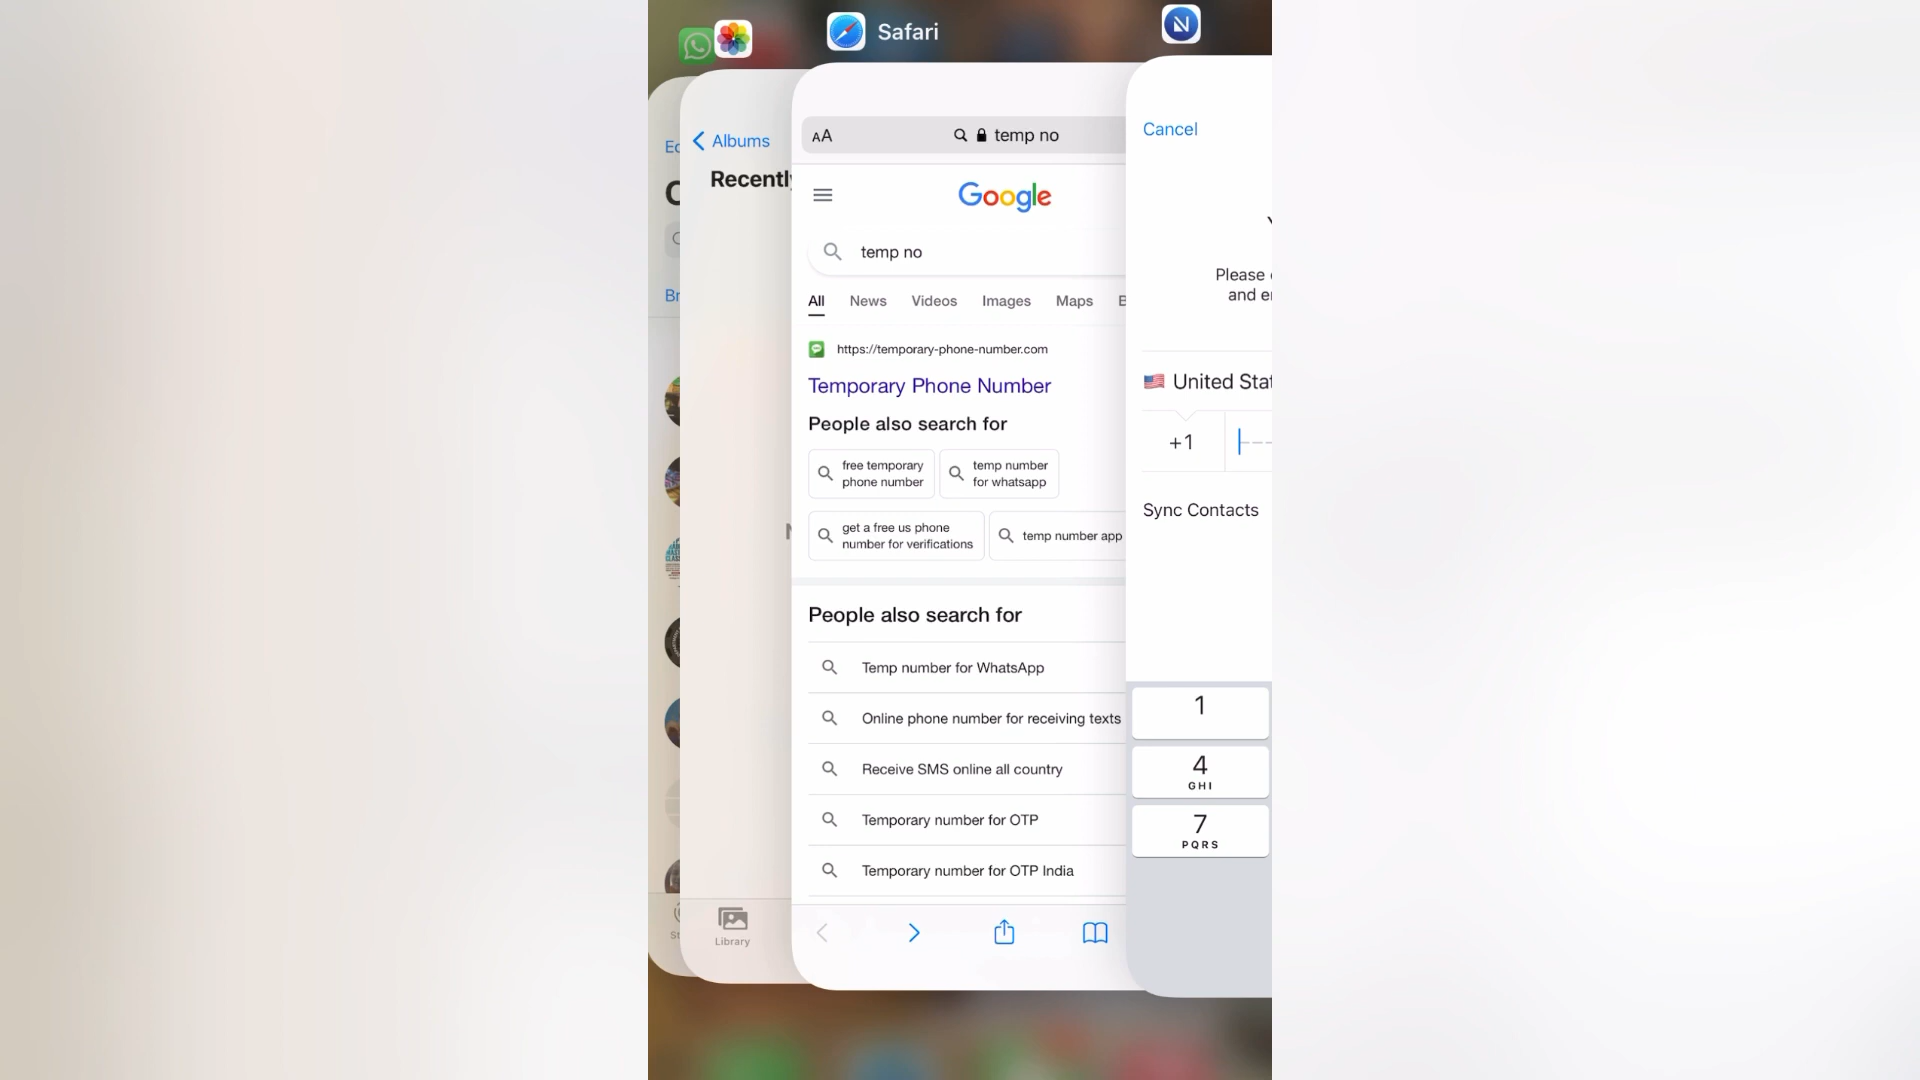 Safari
Albums
Recently
AA
temp no
Google
temp no
All
News
Videos
Images
Maps
https://temporary-phone-number.com
Temporary Phone Number
People also search for
free temporary
phone number
temp number
for whatsapp
get a free us phone
number for verifications
temp number app
People also search for
Temp number for WhatsApp
Online phone number for receiving texts
Receive SMS online all country
Temporary number for OTP
Temporary number for OTP India
Library
N
Cancel
Please
and
United Stat
+1
Sync Contacts
1
4
GHI
7
PQRS